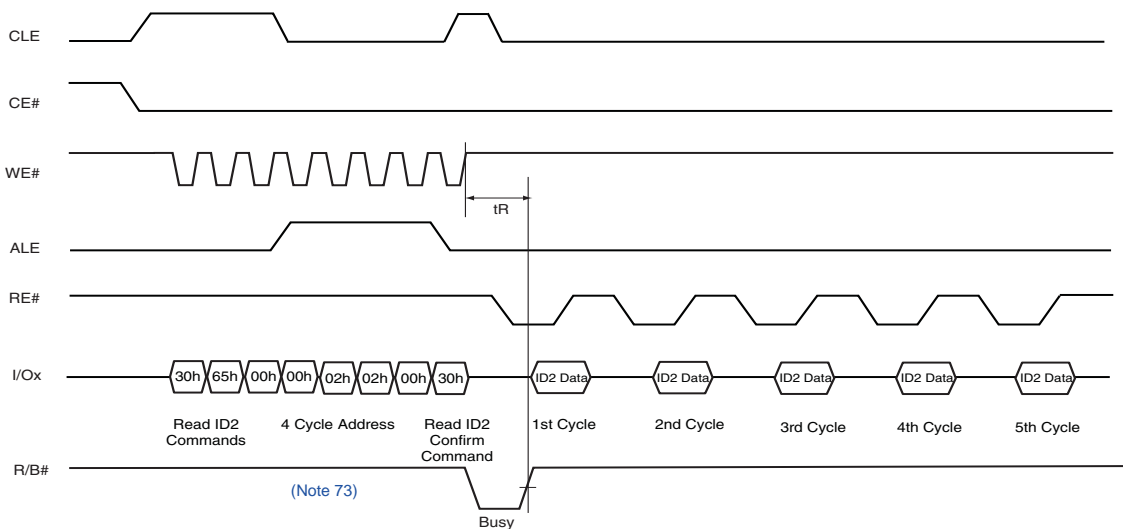 CLE
CE#
WE#
tR
ALE
RE#
I/Ox
30h 65h 00h 00h 02h 02h 00h 30h ID2 Data ID2 Data ID2 Data ID2 Data ID2 Data
Read ID2 Commands
4 Cycle Address
Read ID2 Confirm Command
1st Cycle
2nd Cycle
3rd Cycle
4th Cycle
5th Cycle
R/B#
(Note 73)
Busy